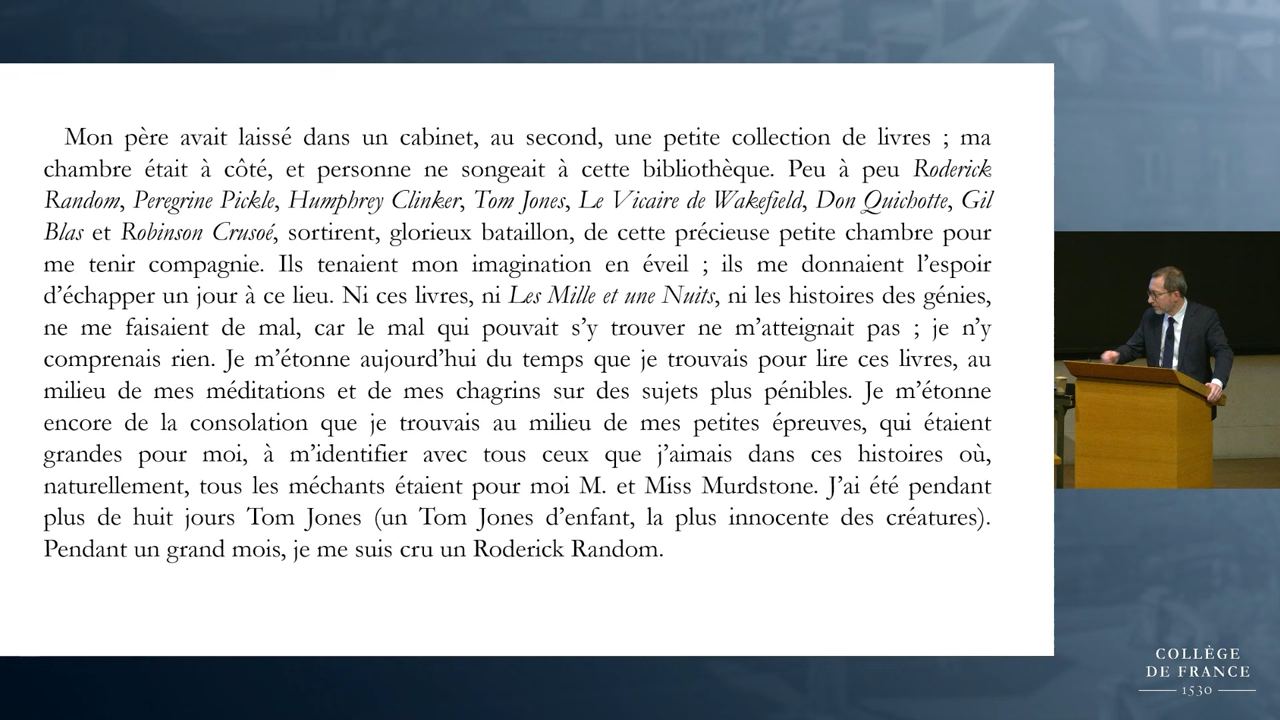 Mon père avait laissé dans un cabinet, au second, une petite collection de livres ; ma
chambre était à côté, et personne ne songeait à cette bibliothèque. Peu à peu Roderick
Random, Peregrine Pickle, Humphrey Clinker, Tom Jones, Le Vicaire de Wakefield, Don Quichotte, Gil
Blas et Robinson Crusoé, sortirent, glorieux bataillon, de cette précieuse petite chambre pour
me tenir compagnie. Ils tenaient mon imagination en éveil ; ils me donnaient l’espoir
d’échapper un jour à ce lieu. Ni ces livres, ni Les Mille et une Nuits, ni les histoires des génies,
ne me faisaient de mal, car le mal qui pouvait s’y trouver ne m’atteignait pas ; je n’y
comprenais rien. Je m’étonne aujourd’hui du temps que je trouvais pour lire ces livres, au
milieu de mes méditations et de mes chagrins sur des sujets plus pénibles. Je m’étonne
encore de la consolation que je trouvais au milieu de mes petites épreuves, qui étaient
grandes pour moi, à m’identifier avec tous ceux que j’aimais dans ces histoires où,
naturellement, tous les méchants étaient pour moi M. et Miss Murdstone. J’ai été pendant
plus de huit jours Tom Jones (un Tom Jones d’enfant, la plus innocente des créatures).
Pendant un grand mois, je me suis cru un Roderick Random.
COLLÈGE
DE FRANCE
1530